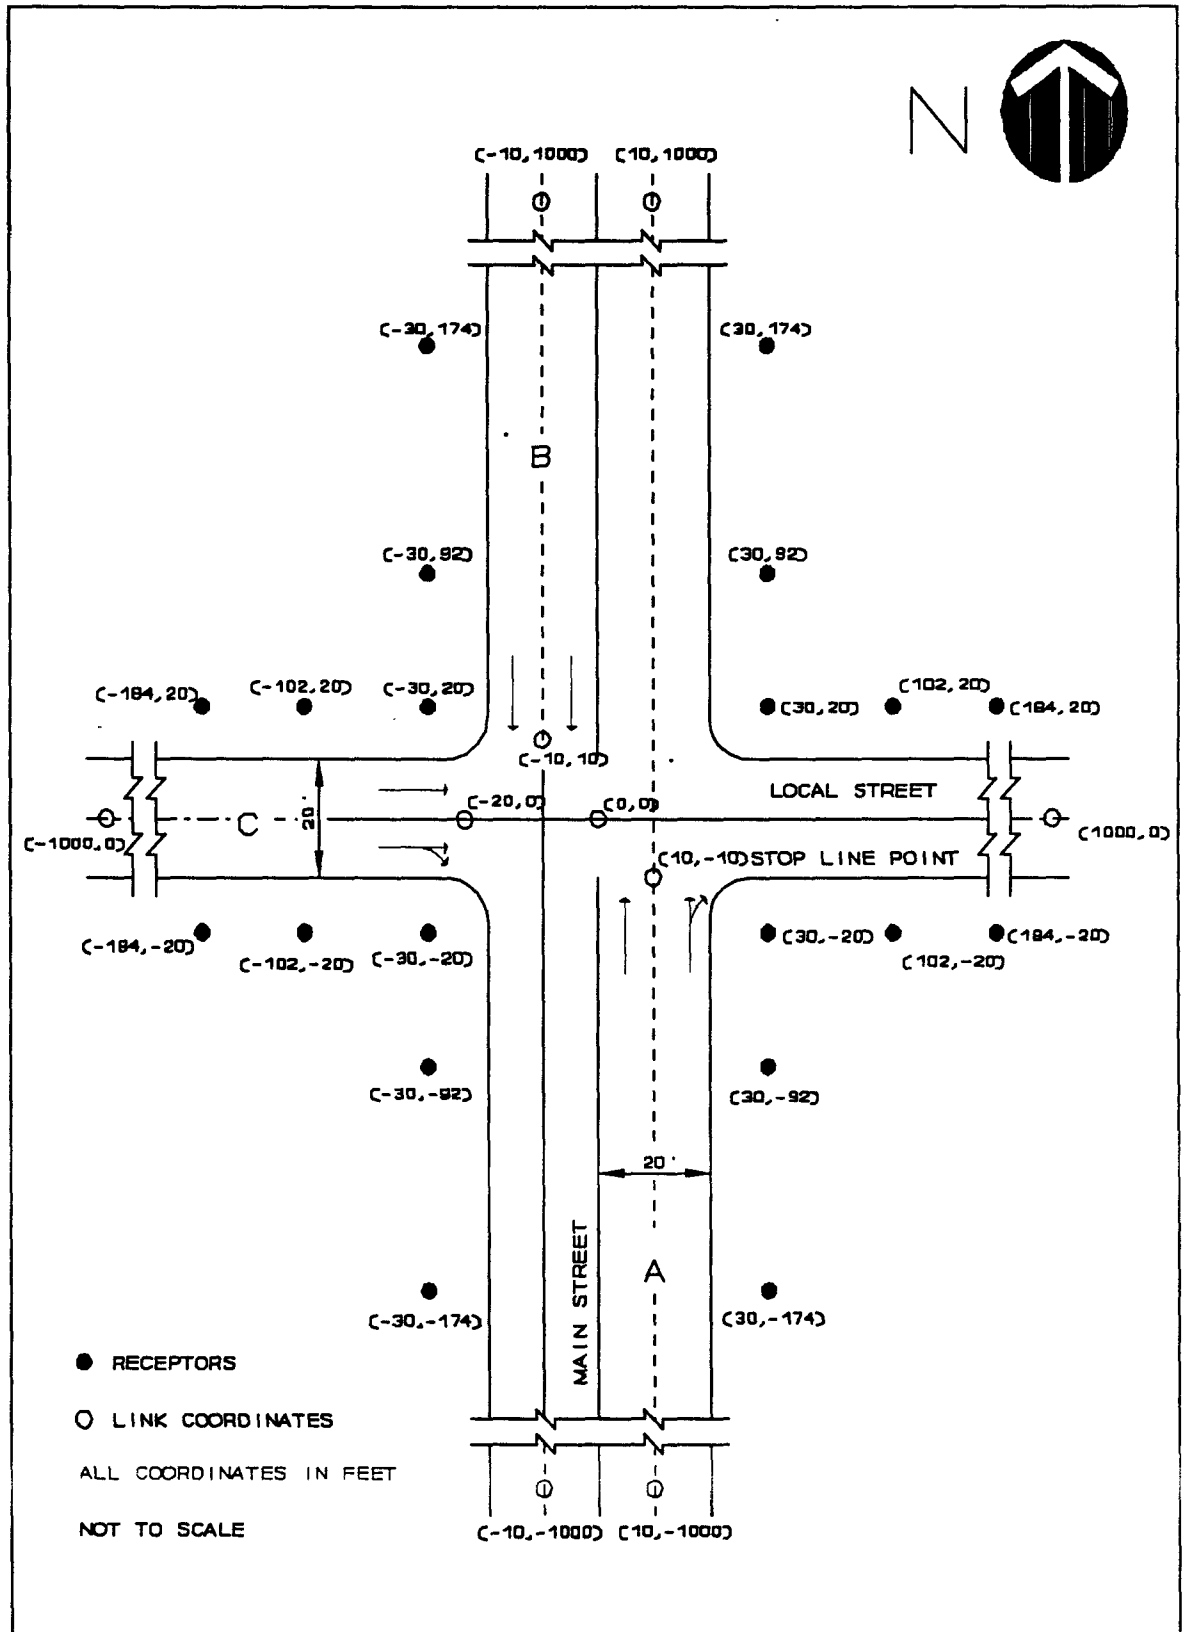 N
(-10,1000) (10,1000)
(-30,174) (30,174)
B
(-30,92) (30,92)
(-184,20) (-102,20) (-30,20) (30,20) (102,20) (184,20)
(-10,10)
LOCAL STREET
(-20,0) (0,0)
C
20'
(-1000,0) (1000,0)
(10,-10) STOP LINE POINT
(-184,-20) (-102,-20) (-30,-20) (30,-20) (102,-20) (184,-20)
(-30,-92) (30,-92)
20'
MAIN STREET
A
(-30,-174) (30,-174)
RECEPTORS
LINK COORDINATES
ALL COORDINATES IN FEET
NOT TO SCALE
(-10,-1000) (10,-1000)